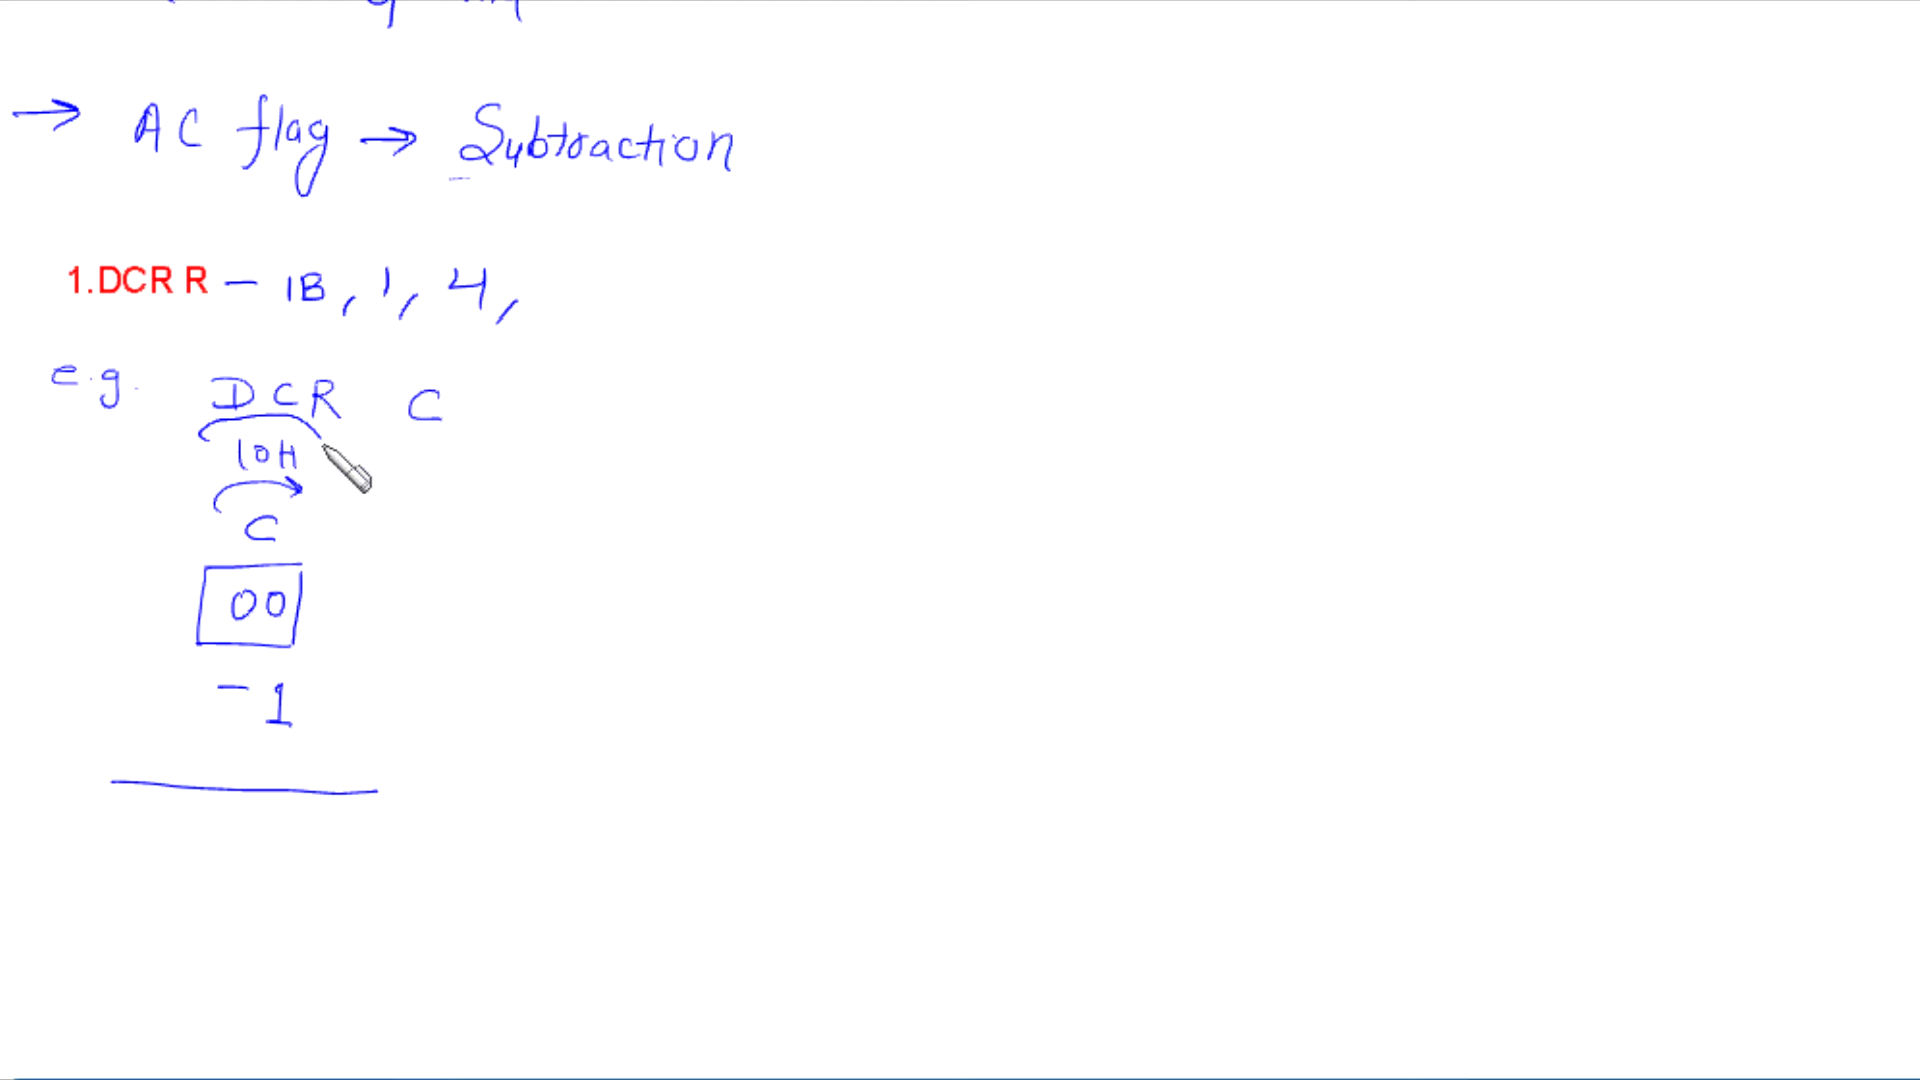 → AC flag → Subtraction
1.DCR R – 1B, 1, 4,
e.g. DCR C
10H
C
00
- 1